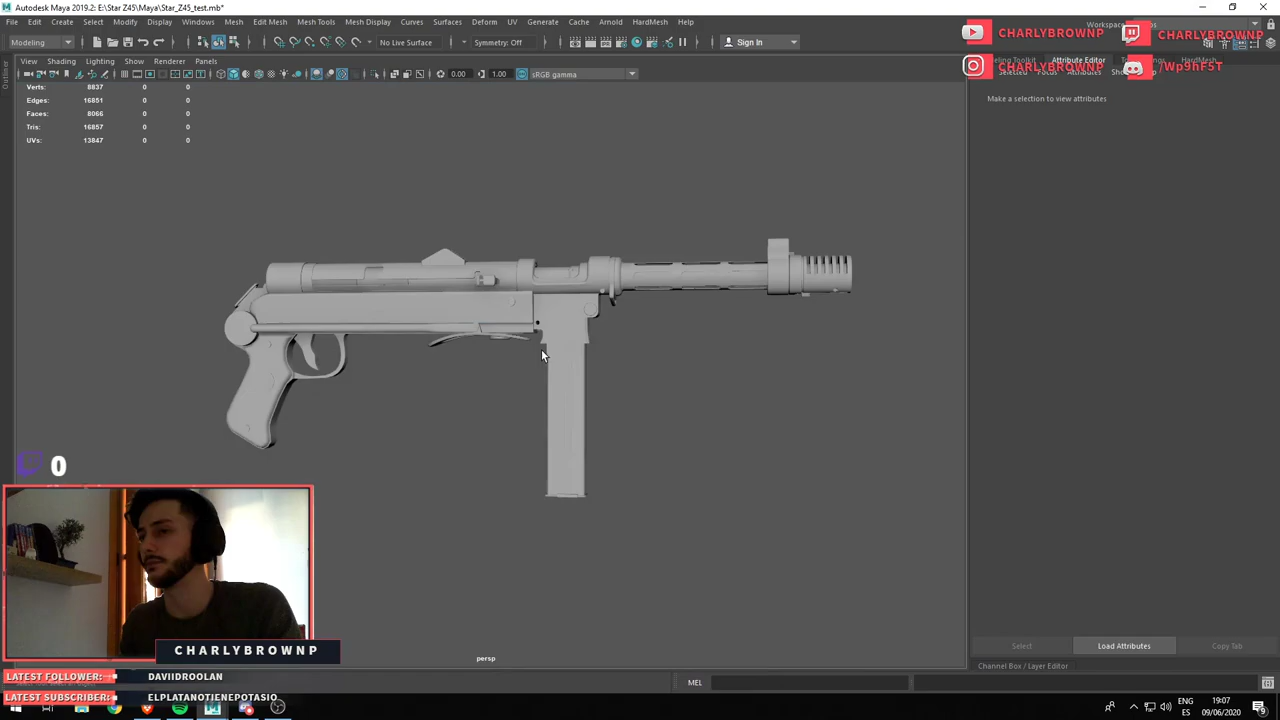 Autodesk Maya 2019.2: E:\Star Z45\Maya\Star_Z45_test.mb*
File Edit Create Select Modify Display Windows Mesh Edit Mesh Mesh Tools Mesh Display Curves Surfaces Deform UV Generate Cache Arnold HardMesh Help
Modeling No Live Surface Symmetry: Off Sign In
CHARLYBROWNP CHARLYBROWNP
View Shading Lighting Show Renderer Panels
Attribute Editor
CHARLYBROWNP /Wp9hF5T
Focus Attributes
0.00 1.00 sRGB gamma
Outliner
Verts: 8837 0 0
Edges: 16851 0 0
Faces: 8066 0 0
Tris: 16857 0 0
UVs: 13847 0 0
Make a selection to view attributes
0
CHARLYBROWNP
persp
Select Load Attributes Copy Tab
Channel Box / Layer Editor
LATEST FOLLOWER: DAVIIDROOLAN
MEL
LATEST SUBSCRIBER: ELPLATANOTIENEPOTASIO
ENG 19:07
ES 09/06/2020